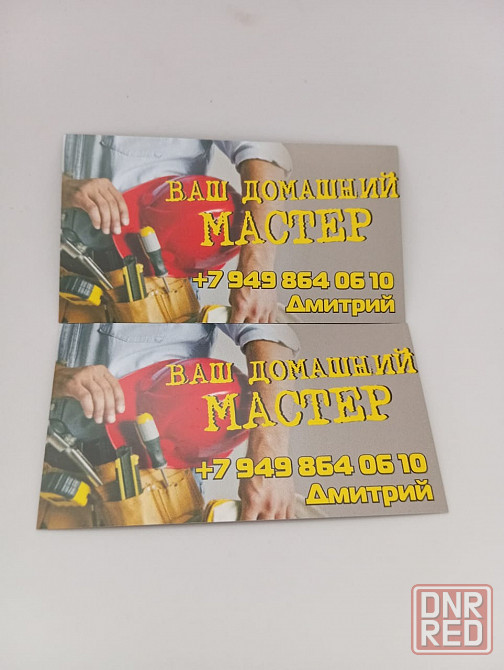 ВАШ ДОМАШНИЙ
МАСТЕР
+7 949 864 06 10
Дмитрий
ВАШ ДОМАШНИЙ
МАСТЕР
+7 949 864 06 10
Дмитрий
DNR
RED